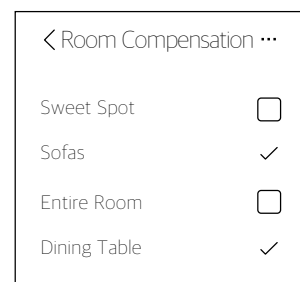 Room Compensation ...
Sweet Spot
Sofas
Entire Room
Dining Table